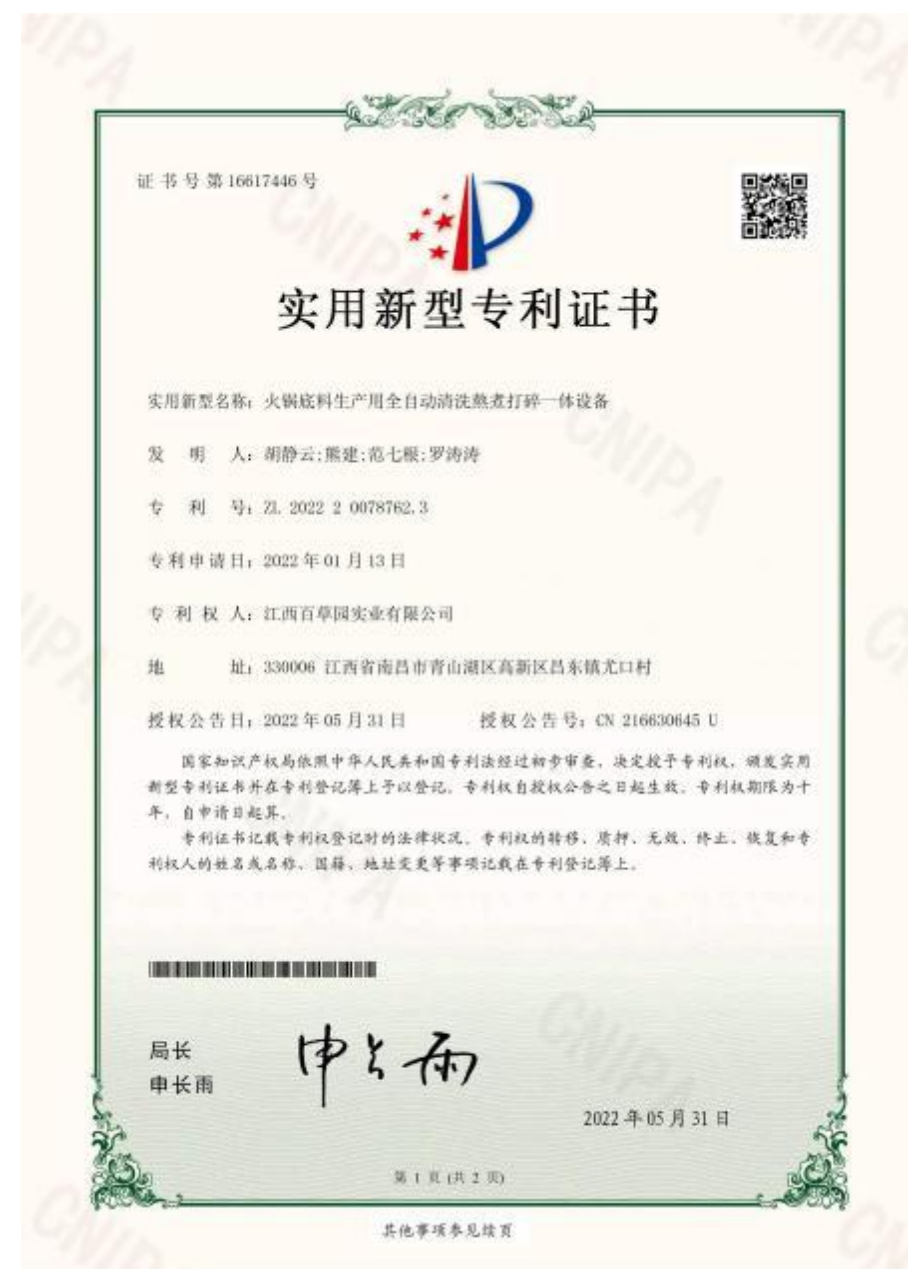 证书号第16617446号
实用新型专利证书
实用新型名称：火锅底料生产用全自动清洗熬煮打碎一体设备
发明人：胡静云;熊建;范七根;罗涛涛
专利号：ZL 2022 2 0078762.3
专利申请日：2022年01月13日
专利权人：江西百草园实业有限公司
地址：330006 江西省南昌市青山湖区高新区昌东镇尤口村
授权公告日：2022年05月31日 授权公告号：CN 216630645 U
国家知识产权局依照中华人民共和国专利法经过初步审查，决定授予专利权，颁发实用
新型专利证书并在专利登记簿上予以登记。专利权自授权公告之日起生效。专利权期限为十
年，自申请日起算。
专利证书记载专利权登记时的法律状况。专利权的转移、质押、无效、终止、恢复和专
利权人的姓名或名称、国籍、地址变更等事项记载在专利登记簿上。
局长
申长雨
申长雨
2022年05月31日
第 1 页 (共 2 页)
其他事项参见续页
CNIPA
CNIPA
CNIPA
CNIPA